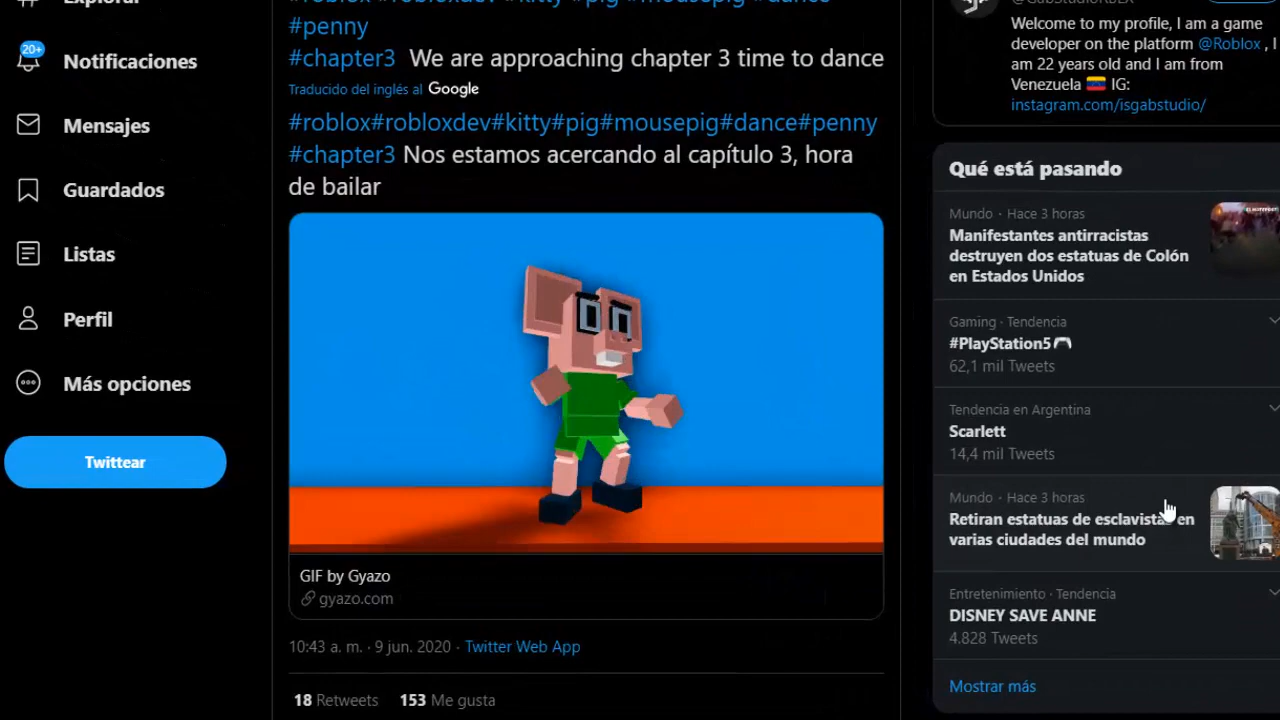 Explorar
20+
Notificaciones
Mensajes
Guardados
Listas
Perfil
Más opciones
Twittear
#roblox #robloxdev #kitty #pig #mousepig #dance
#penny
#chapter3 We are approaching chapter 3 time to dance
Traducido del inglés al Google
#roblox#robloxdev#kitty#pig#mousepig#dance#penny
#chapter3 Nos estamos acercando al capítulo 3, hora
de bailar
GIF by Gyazo
gyazo.com
10:43 a. m. · 9 jun. 2020 · Twitter Web App
18 Retweets 153 Me gusta
Welcome to my profile, I am a game
developer on the platform @Roblox , I
am 22 years old and I am from
Venezuela 🇻🇪 IG:
instagram.com/isgabstudio/
Qué está pasando
Mundo · Hace 3 horas
Manifestantes antirracistas
destruyen dos estatuas de Colón
en Estados Unidos
Gaming · Tendencia
#PlayStation5🎮
62,1 mil Tweets
Tendencia en Argentina
Scarlett
14,4 mil Tweets
Mundo · Hace 3 horas
Retiran estatuas de esclavistas en
varias ciudades del mundo
Entretenimiento · Tendencia
DISNEY SAVE ANNE
4.828 Tweets
Mostrar más